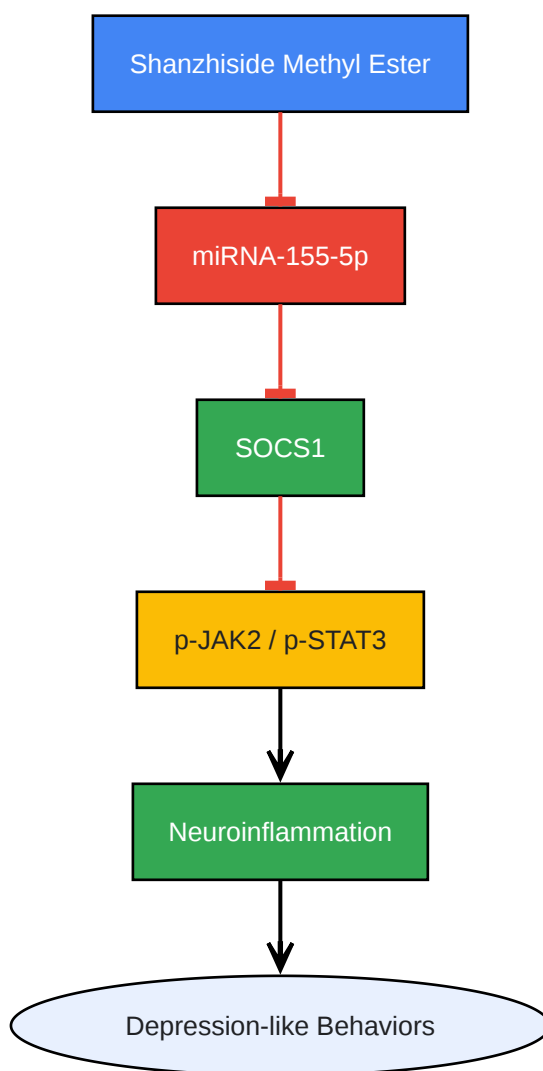 Shanzhiside Methyl Ester
miRNA-155-5p
SOCS1
p-JAK2 / p-STAT3
Neuroinflammation
Depression-like Behaviors